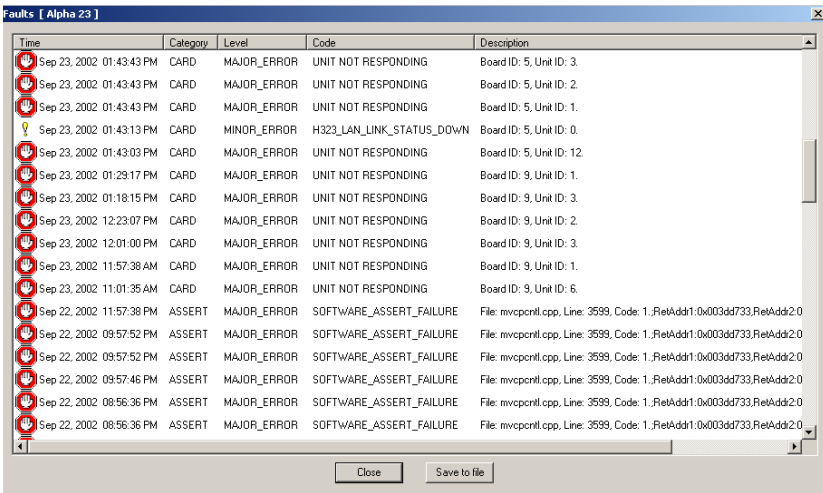 Faults [ Alpha 23 ]
Time Category Level Code Description
Sep 23, 2002 01:43:43 PM CARD MAJOR_ERROR UNIT NOT RESPONDING Board ID: 5, Unit ID: 3.
Sep 23, 2002 01:43:43 PM CARD MAJOR_ERROR UNIT NOT RESPONDING Board ID: 5, Unit ID: 2.
Sep 23, 2002 01:43:43 PM CARD MAJOR_ERROR UNIT NOT RESPONDING Board ID: 5, Unit ID: 1.
Sep 23, 2002 01:43:13 PM CARD MINOR_ERROR H323_LAN_LINK_STATUS_DOWN Board ID: 5, Unit ID: 0.
Sep 23, 2002 01:43:03 PM CARD MAJOR_ERROR UNIT NOT RESPONDING Board ID: 5, Unit ID: 12.
Sep 23, 2002 01:29:17 PM CARD MAJOR_ERROR UNIT NOT RESPONDING Board ID: 9, Unit ID: 1.
Sep 23, 2002 01:18:15 PM CARD MAJOR_ERROR UNIT NOT RESPONDING Board ID: 9, Unit ID: 3.
Sep 23, 2002 12:23:07 PM CARD MAJOR_ERROR UNIT NOT RESPONDING Board ID: 9, Unit ID: 2.
Sep 23, 2002 12:01:00 PM CARD MAJOR_ERROR UNIT NOT RESPONDING Board ID: 9, Unit ID: 3.
Sep 23, 2002 11:57:38 AM CARD MAJOR_ERROR UNIT NOT RESPONDING Board ID: 9, Unit ID: 1.
Sep 23, 2002 11:01:35 AM CARD MAJOR_ERROR UNIT NOT RESPONDING Board ID: 9, Unit ID: 6.
Sep 22, 2002 11:57:38 PM ASSERT MAJOR_ERROR SOFTWARE_ASSERT_FAILURE File: mvcpcntl.cpp, Line: 3599, Code: 1.;RetAddr1:0x003dd733,RetAddr2:0
Sep 22, 2002 09:57:52 PM ASSERT MAJOR_ERROR SOFTWARE_ASSERT_FAILURE File: mvcpcntl.cpp, Line: 3599, Code: 1.;RetAddr1:0x003dd733,RetAddr2:0
Sep 22, 2002 09:57:52 PM ASSERT MAJOR_ERROR SOFTWARE_ASSERT_FAILURE File: mvcpcntl.cpp, Line: 3599, Code: 1.;RetAddr1:0x003dd733,RetAddr2:0
Sep 22, 2002 09:57:46 PM ASSERT MAJOR_ERROR SOFTWARE_ASSERT_FAILURE File: mvcpcntl.cpp, Line: 3599, Code: 1.;RetAddr1:0x003dd733,RetAddr2:0
Sep 22, 2002 08:56:36 PM ASSERT MAJOR_ERROR SOFTWARE_ASSERT_FAILURE File: mvcpcntl.cpp, Line: 3599, Code: 1.;RetAddr1:0x003dd733,RetAddr2:0
Sep 22, 2002 08:56:36 PM ASSERT MAJOR_ERROR SOFTWARE_ASSERT_FAILURE File: mvcpcntl.cpp, Line: 3599, Code: 1.;RetAddr1:0x003dd733,RetAddr2:0
Close Save to file